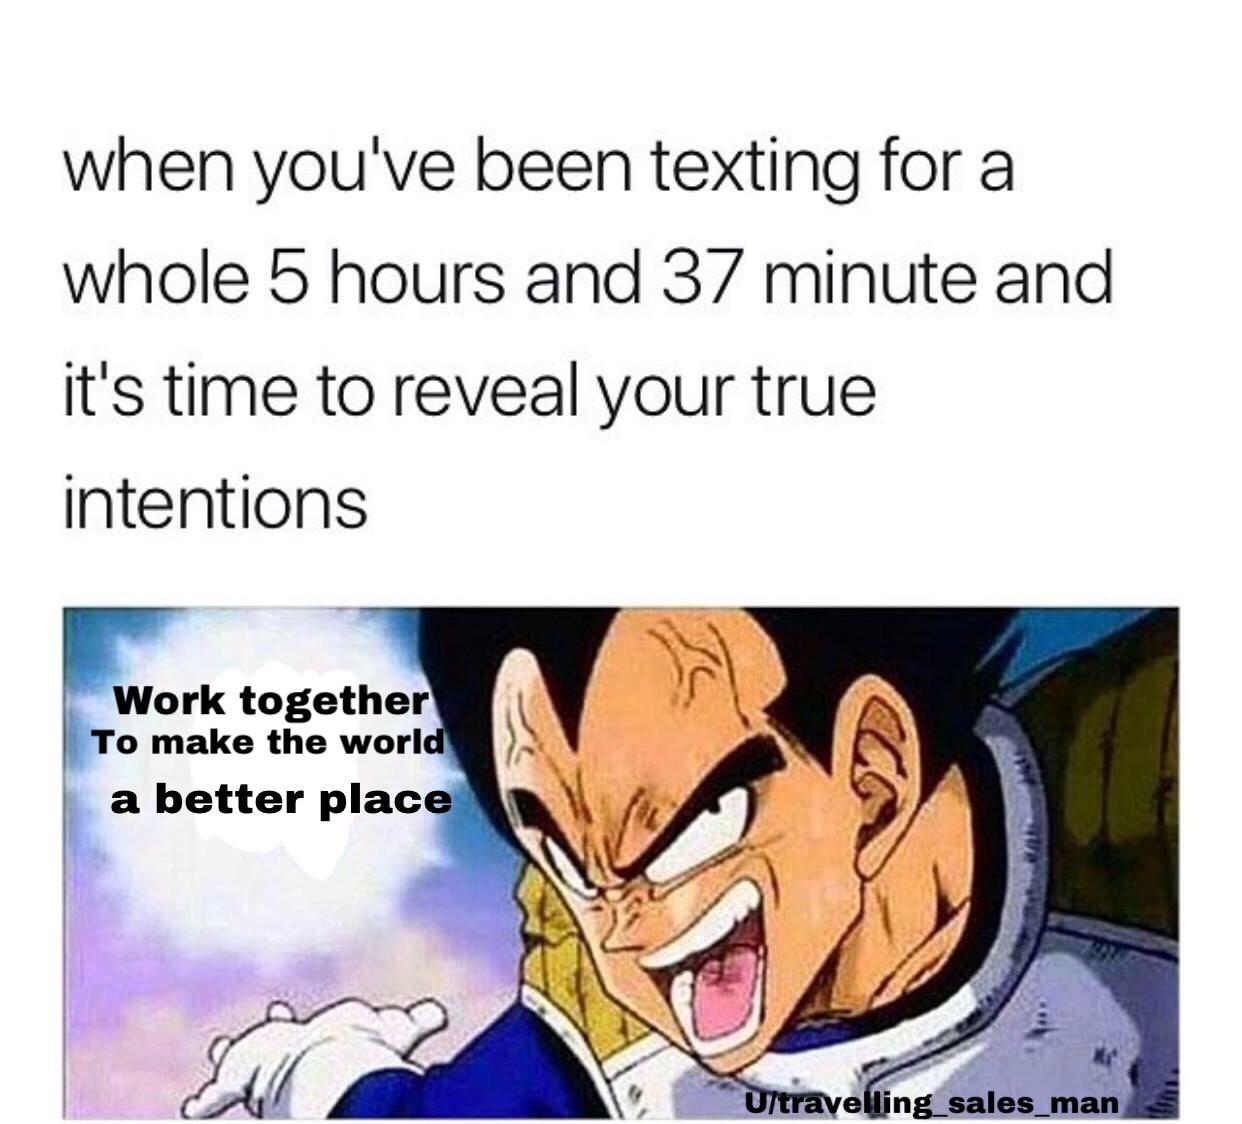 when you've been texting for a
whole 5 hours and 37 minute and
it's time to reveal your true
intentions
Work together
To make the world
a better place
U/travelling_sales_man